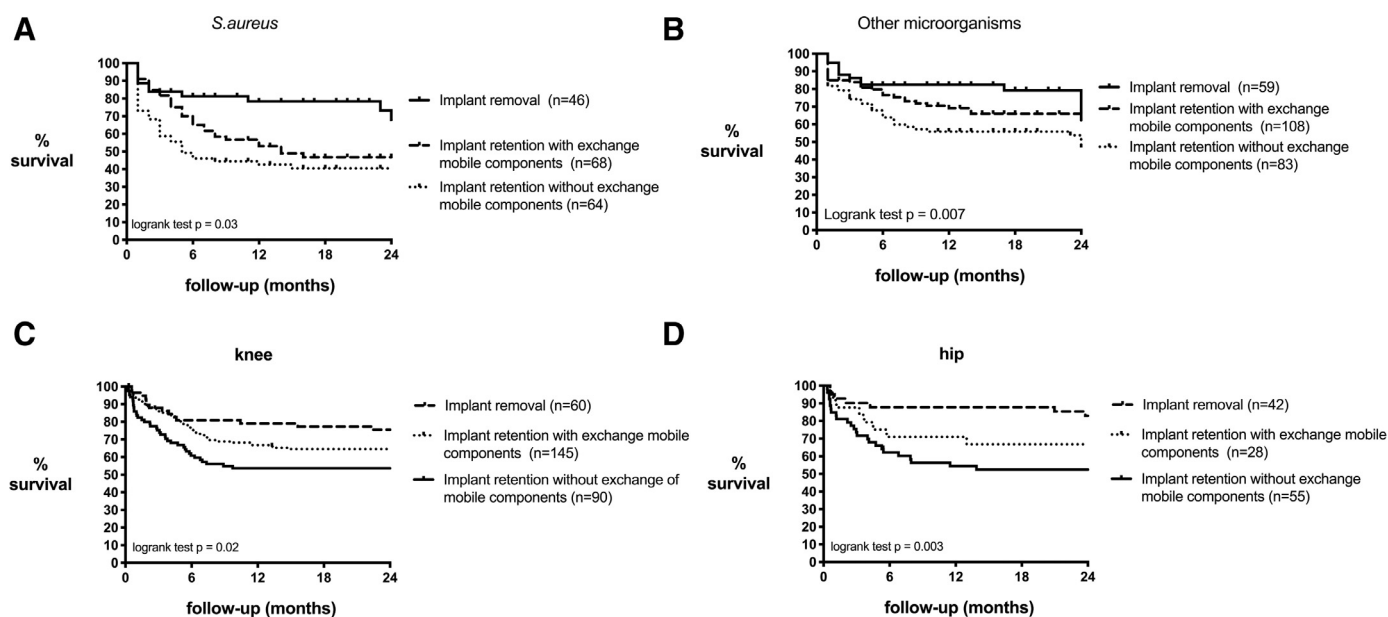 A
S.aureus
100
90
80
70
60
50
40
30
20
10
0
%
survival
logrank test p = 0.03
0
6
12
18
24
follow-up (months)
Implant removal (n=46)
Implant retention with exchange
mobile components (n=68)
Implant retention without exchange
mobile components (n=64)
B
Other microorganisms
100
90
80
70
60
50
40
30
20
10
0
%
survival
Logrank test p = 0.007
0
6
12
18
24
follow-up (months)
Implant removal (n=59)
Implant retention with exchange
mobile components (n=108)
Implant retention without exchange
mobile components (n=83)
C
knee
100
90
80
70
60
50
40
30
20
10
0
%
survival
logrank test p = 0.02
0
6
12
18
24
follow-up (months)
Implant removal (n=60)
Implant retention with exchange mobile
components (n=145)
Implant retention without exchange of
mobile components (n=90)
D
hip
100
90
80
70
60
50
40
30
20
10
0
%
survival
logrank test p = 0.003
0
6
12
18
24
follow-up (months)
Implant removal (n=42)
Implant retention with exchange mobile
components (n=28)
Implant retention without exchange
mobile components (n=55)